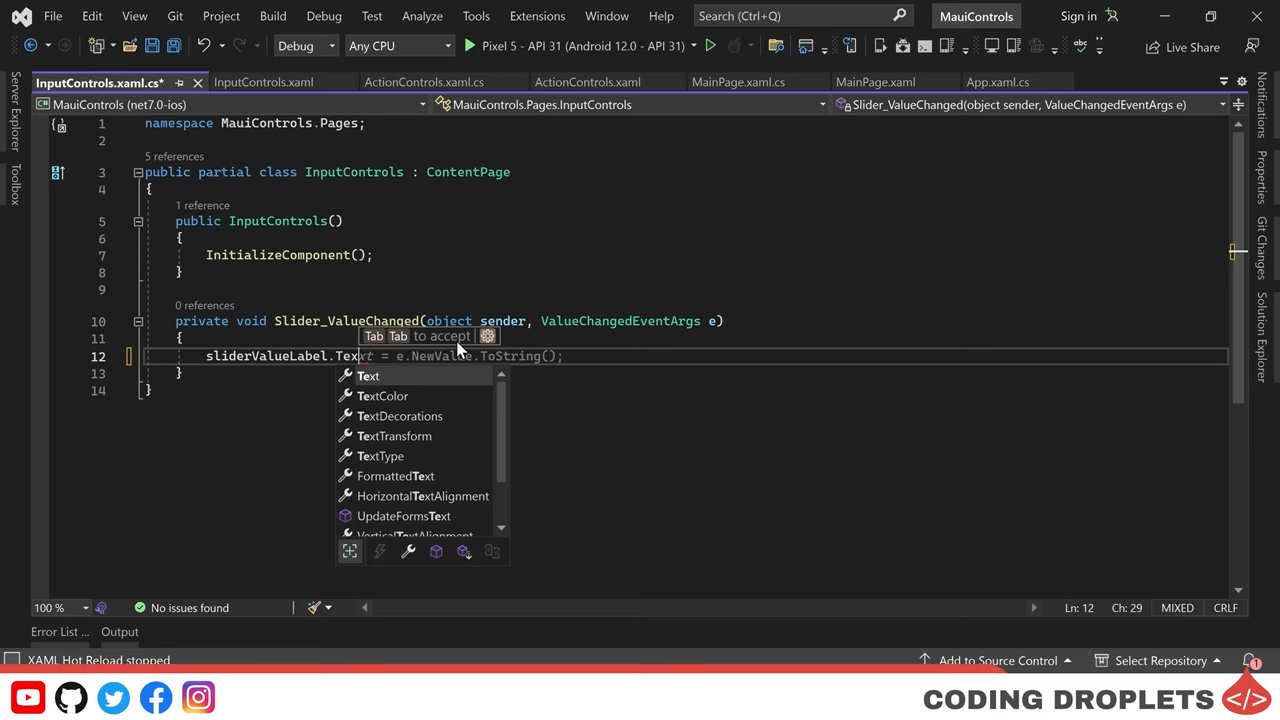 File Edit View Git Project Build Debug Test Analyze Tools Extensions Window Help Search (Ctrl+Q) MauiControls Sign in
Debug Any CPU Pixel 5 - API 31 (Android 12.0 - API 31) Live Share
InputControls.xaml.cs* InputControls.xaml ActionControls.xaml.cs ActionControls.xaml MainPage.xaml.cs MainPage.xaml App.xaml.cs
MauiControls (net7.0-ios) MauiControls.Pages.InputControls Slider_ValueChanged(object sender, ValueChangedEventArgs e)
Server Explorer
Toolbox
Notifications
Properties
Git Changes
Solution Explorer
1 namespace MauiControls.Pages;
2
5 references
3 public partial class InputControls : ContentPage
4 {
1 reference
5 public InputControls()
6 {
7 InitializeComponent();
8 }
9
0 references
10 private void Slider_ValueChanged(object sender, ValueChangedEventArgs e)
11 {
Tab Tab to accept
12 sliderValueLabel.Text = e.NewValue.ToString();
13 }
14 }
Text
TextColor
TextDecorations
TextTransform
TextType
FormattedText
HorizontalTextAlignment
UpdateFormsText
VerticalTextAlignment
100 % No issues found Ln: 12 Ch: 29 MIXED CRLF
Error List ... Output
XAML Hot Reload stopped Add to Source Control Select Repository 1
CODING DROPLETS